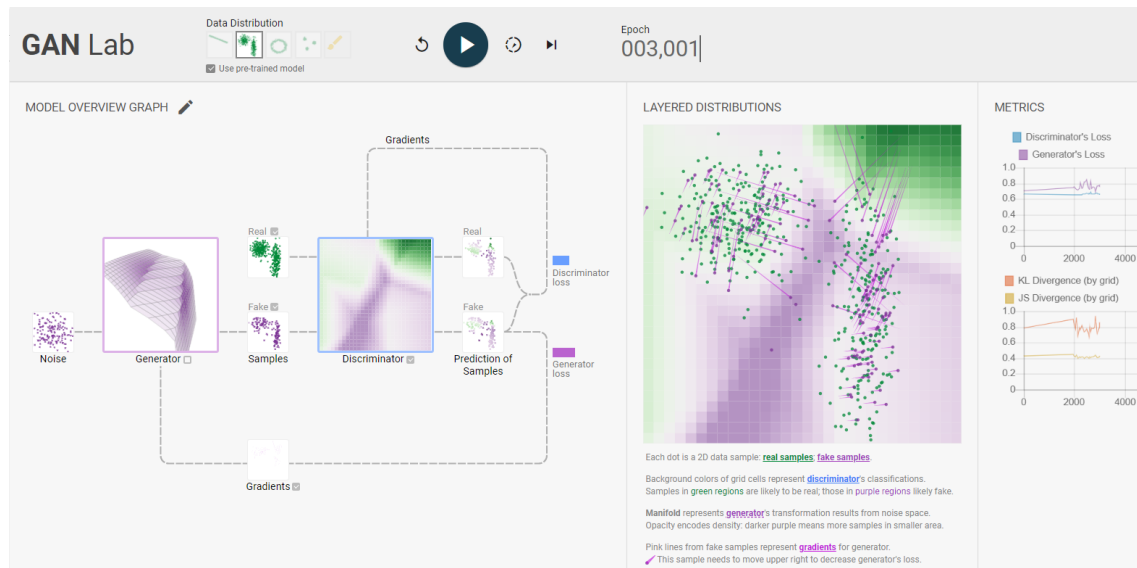 GAN Lab
Data Distribution
Use pre-trained model
Epoch
003,001
MODEL OVERVIEW GRAPH
Gradients
Real
Fake
Noise
Generator
Samples
Discriminator
Real
Fake
Prediction of
Samples
Discriminator
loss
Generator
loss
Gradients
LAYERED DISTRIBUTIONS
Each dot is a 2D data sample: real samples; fake samples.
Background colors of grid cells represent discriminator's classifications.
Samples in green regions are likely to be real; those in purple regions likely fake.
Manifold represents generator's transformation results from noise space.
Opacity encodes density: darker purple means more samples in smaller area.
Pink lines from fake samples represent gradients for generator.
This sample needs to move upper right to decrease generator's loss.
METRICS
Discriminator's Loss
Generator's Loss
1.0
0.8
0.6
0.4
0.2
0
0 2000 4000
KL Divergence (by grid)
JS Divergence (by grid)
1.0
0.8
0.6
0.4
0.2
0
0 2000 4000